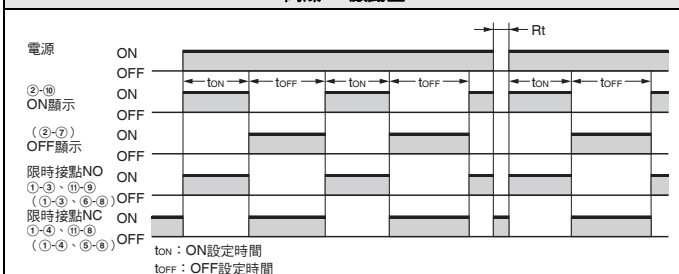 Rt
電源 ON
OFF
tON tOFF tON tOFF tON tOFF
②-⑩ ON
ON顯示
OFF
(②-⑦) ON
OFF顯示
OFF
限時接點NO ON
①-③、⑪-⑨
(①-③、⑥-⑧) OFF
限時接點NC ON
①-④、⑪-⑧
(①-④、⑤-⑧) OFF
tON：ON設定時間
tOFF：OFF設定時間